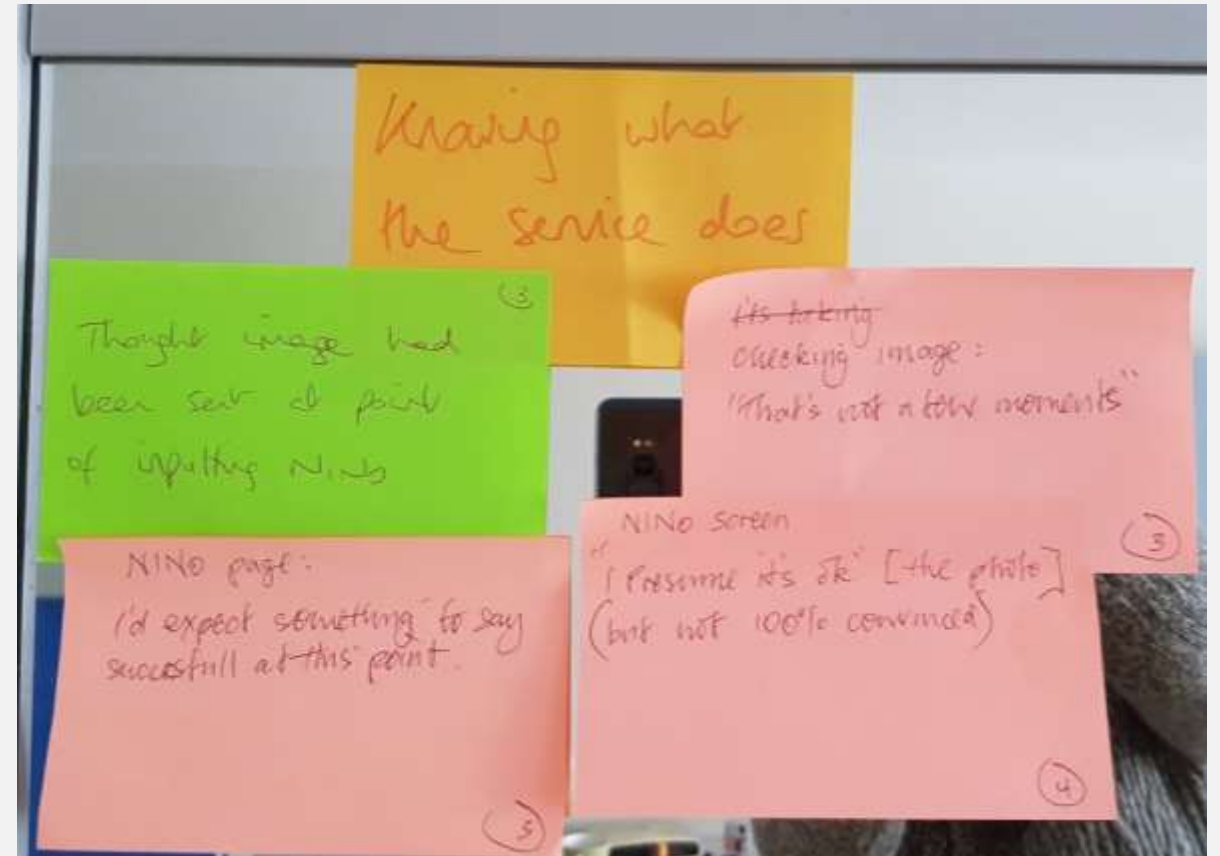 Knowing what
the service does
3
Thought image had
been sent at point
of inputting NINo
its taking
checking image:
"That's not a few moments"
3
NINO page:
I'd expect something to say
succesfull at this point.
NINO screen
"I Presume it's ok" [the photo]
(but not 100% convinced)
4